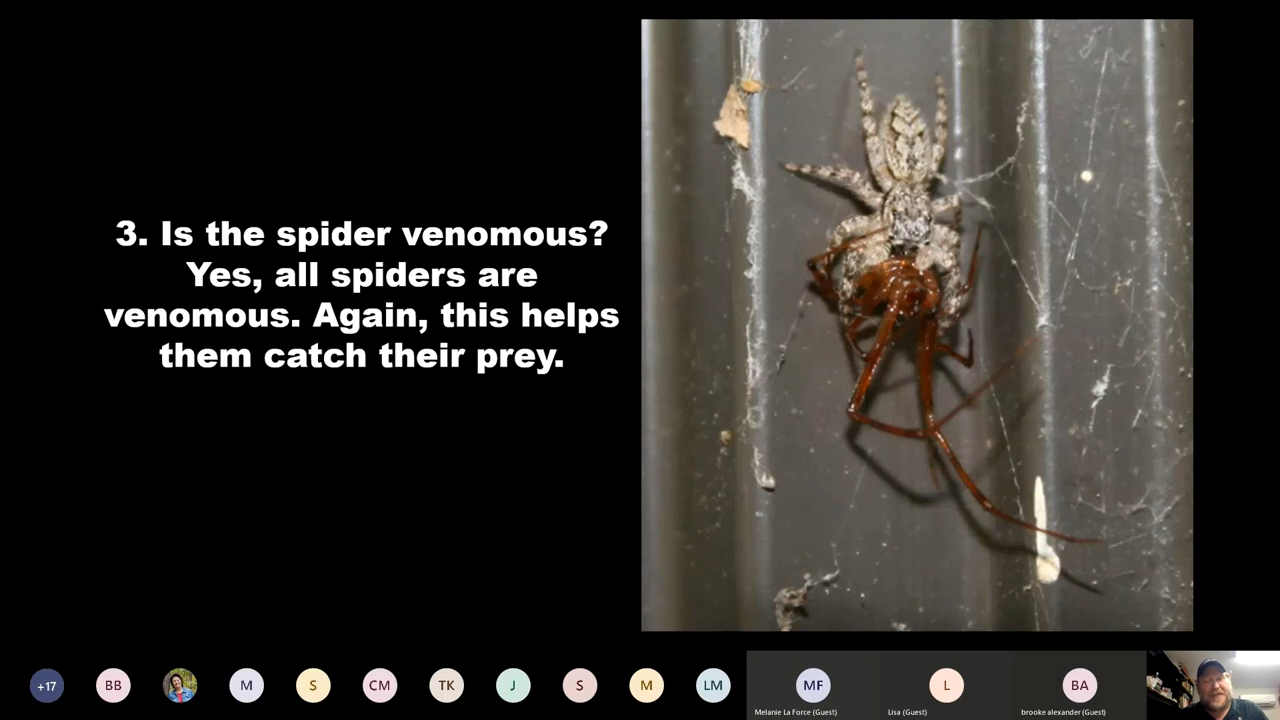 3. Is the spider venomous?
Yes, all spiders are
venomous. Again, this helps
them catch their prey.
+17
BB
M
S
CM
TK
J
S
M
LM
MF
L
BA
Melanie La Force (Guest)
Lisa (Guest)
brooke alexander (Guest)